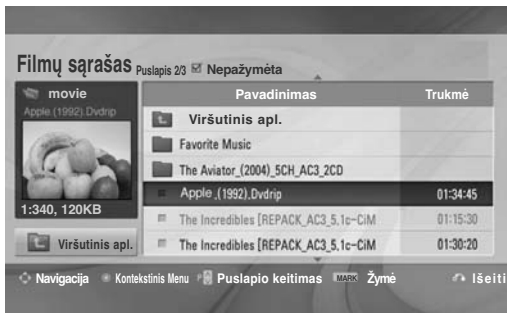 Filmų sąrašas Puslapis 2/3 Nepažymėta
movie
Apple.(1992).Dvdrip
1:340, 120KB
Viršutinis apl.
Pavadinimas Trukmė
Viršutinis apl.
Favorite Music
The Aviator_(2004)_5CH_AC3_2CD
Apple_(1992).Dvdrip 01:34:45
The Incredibles [REPACK_AC3_5.1c-CiM 01:15:30
The Incredibles [REPACK_AC3_5.1c-CiM 01:30:20
Navigacija Kontekstinis Menu P Puslapio keitimas MARK Žymė Išeiti